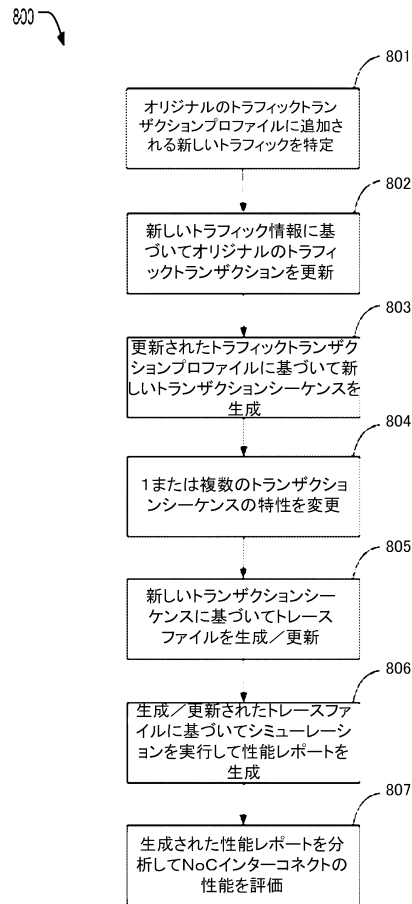 800
801
オリジナルのトラフィックトラン
ザクションプロファイルに追加さ
れる新しいトラフィックを特定
802
新しいトラフィック情報に基
づいてオリジナルのトラフィ
ックトランザクションを更新
803
更新されたトラフィックトランザク
ションプロファイルに基づいて新し
いトランザクションシーケンスを
生成
804
1または複数のトランザクショ
ンシーケンスの特性を変更
805
新しいトランザクションシー
ケンスに基づいてトレース
ファイルを生成／更新
806
生成／更新されたトレースファ
イルに基づいてシミューレーシ
ョンを実行して性能レポートを
生成
807
生成された性能レポートを分
析してNoCインターコネクトの
性能を評価